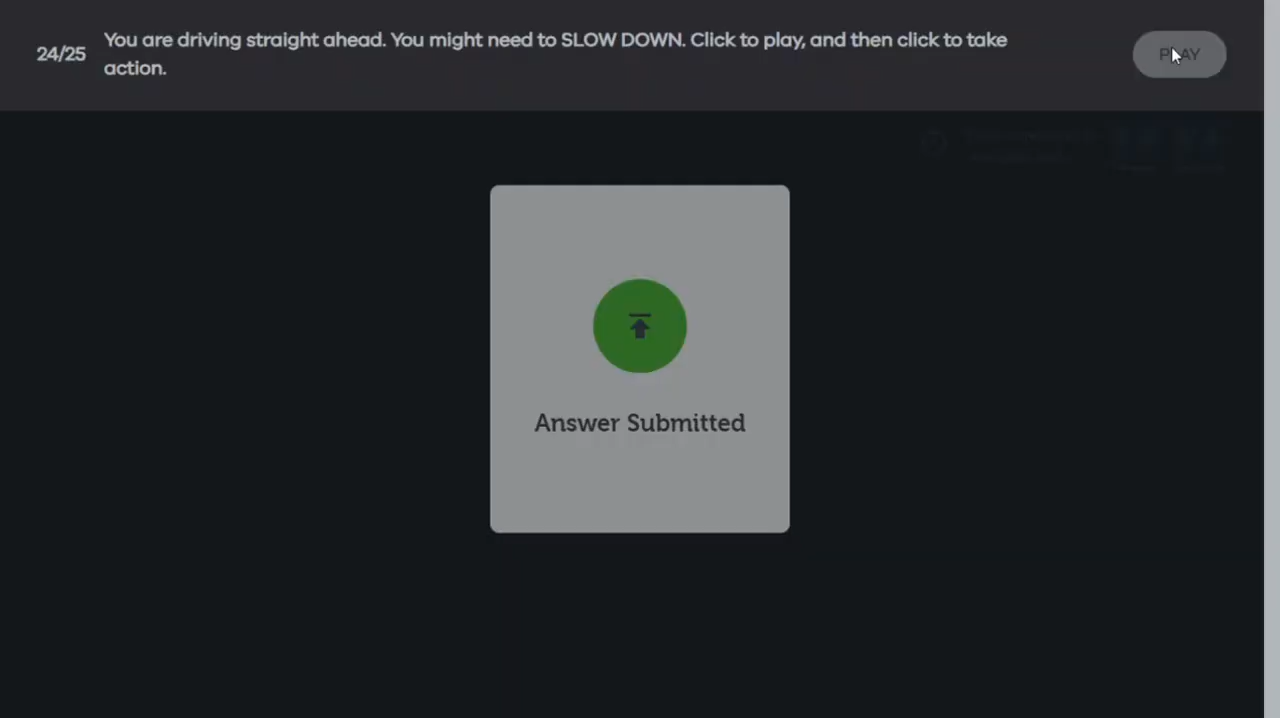 24/25
You are driving straight ahead. You might need to SLOW DOWN. Click to play, and then click to take
action.
PLAY
Answer Submitted